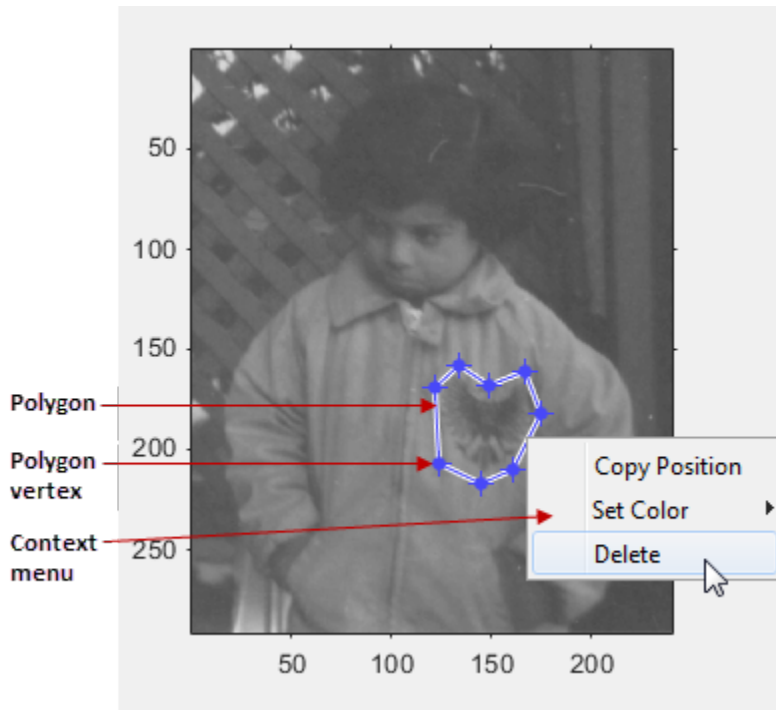 50
100
150
200
250
Polygon
Polygon
vertex
Context
menu
Copy Position
Set Color
Delete
50 100 150 200